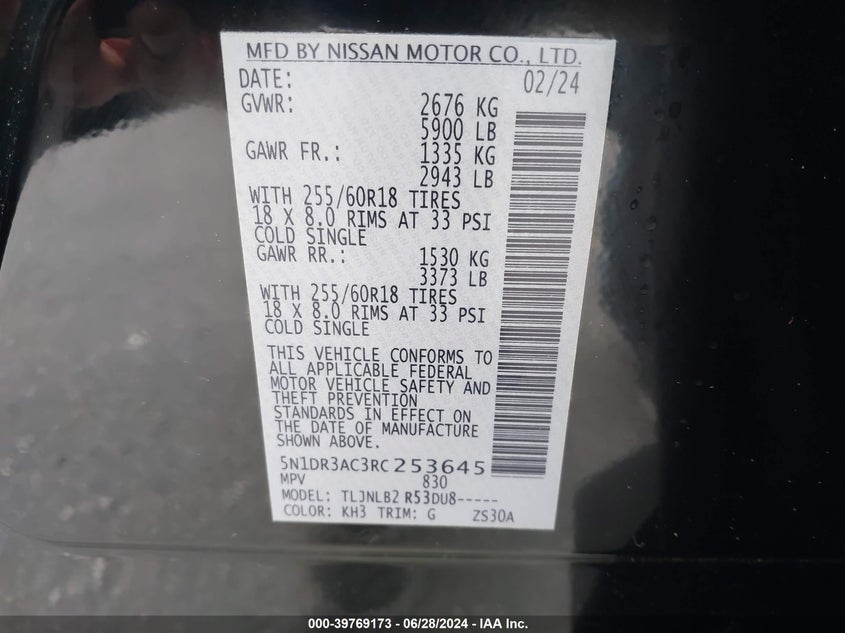 MFD BY NISSAN MOTOR CO., LTD.
DATE: 02/24
GVWR: 2676 KG
5900 LB
GAWR FR.: 1335 KG
2943 LB
WITH 255/60R18 TIRES
18 X 8.0 RIMS AT 33 PSI
COLD SINGLE
GAWR RR.: 1530 KG
3373 LB
WITH 255/60R18 TIRES
18 X 8.0 RIMS AT 33 PSI
COLD SINGLE
THIS VEHICLE CONFORMS TO
ALL APPLICABLE FEDERAL
MOTOR VEHICLE SAFETY AND
THEFT PREVENTION
STANDARDS IN EFFECT ON
THE DATE OF MANUFACTURE
SHOWN ABOVE.
5N1DR3AC3RC253645
MPV 830
MODEL: TLJNLB2 R53DU8-----
COLOR: KH3 TRIM: G ZS30A
000-39769173 - 06/28/2024 - IAA Inc.